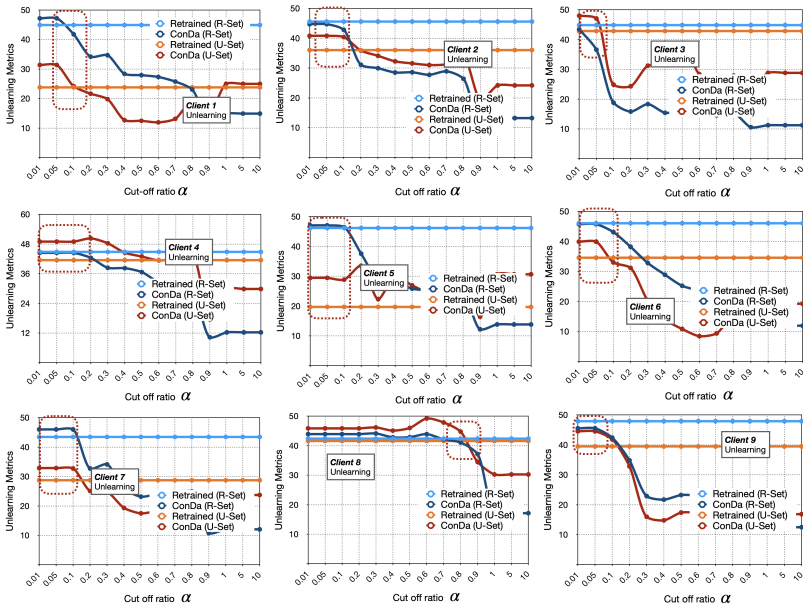 50
40
30
20
10
Unlearning Metrics
Retrained (R-Set)
ConDa (R-Set)
Retrained (U-Set)
ConDa (U-Set)
Client 1
Unlearning
0.01 0.05 0.1 0.2 0.3 0.4 0.5 0.6 0.7 0.8 0.9 1 5 10
Cut-off ratio α
50
40
30
20
10
Unlearning Metrics
Client 2
Unlearning
Retrained (R-Set)
ConDa (R-Set)
Retrained (U-Set)
ConDa (U-Set)
0.01 0.05 0.1 0.2 0.3 0.4 0.5 0.6 0.7 0.8 0.9 1 5 10
Cut off ratio α
50
40
30
20
10
Unlearning Metrics
Client 3
Unlearning
Retrained (R-Set)
ConDa (R-Set)
Retrained (U-Set)
ConDa (U-Set)
0.01 0.05 0.1 0.2 0.3 0.4 0.5 0.6 0.7 0.8 0.9 1 5 10
Cut off ratio α
60
48
36
24
12
Unlearning Metrics
Client 4
Unlearning
Retrained (R-Set)
ConDa (R-Set)
Retrained (U-Set)
ConDa (U-Set)
0.01 0.05 0.1 0.2 0.3 0.4 0.5 0.6 0.7 0.8 0.9 1 5 10
Cut off ratio α
50
40
30
20
10
Unlearning Metrics
Client 5
Unlearning
Retrained (R-Set)
ConDa (R-Set)
Retrained (U-Set)
ConDa (U-Set)
0.01 0.05 0.1 0.2 0.3 0.4 0.5 0.6 0.7 0.8 0.9 1 5 10
Cut off ratio α
50
40
30
20
10
Unlearning Metrics
Client 6
Unlearning
Retrained (R-Set)
ConDa (R-Set)
Retrained (U-Set)
ConDa (U-Set)
0.01 0.05 0.1 0.2 0.3 0.4 0.5 0.6 0.7 0.8 0.9 1 5 10
Cut off ratio α
50
40
30
20
10
Unlearning Metrics
Client 7
Unlearning
Retrained (R-Set)
ConDa (R-Set)
Retrained (U-Set)
ConDa (U-Set)
0.01 0.05 0.1 0.2 0.3 0.4 0.5 0.6 0.7 0.8 0.9 1 5 10
Cut off ratio α
50
40
30
20
10
Unlearning Metrics
Client 8
Unlearning
Retrained (R-Set)
ConDa (R-Set)
Retrained (U-Set)
ConDa (U-Set)
0.01 0.05 0.1 0.2 0.3 0.4 0.5 0.6 0.7 0.8 0.9 1 5 10
Cut off ratio α
50
40
30
20
10
Unlearning Metrics
Client 9
Unlearning
Retrained (R-Set)
ConDa (R-Set)
Retrained (U-Set)
ConDa (U-Set)
0.01 0.05 0.1 0.2 0.3 0.4 0.5 0.6 0.7 0.8 0.9 1 5 10
Cut off ratio α